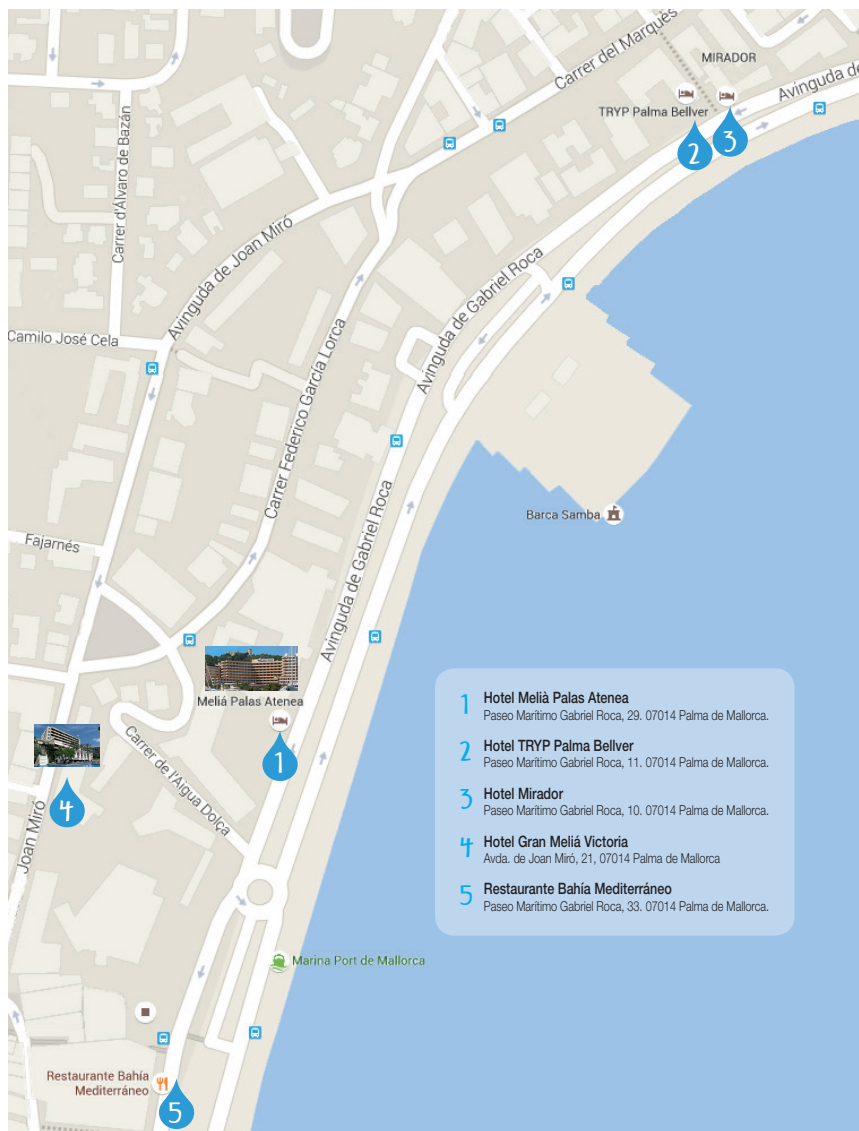 Carrer del Marquès
MIRADOR
Avinguda de
TRYP Palma Bellver
2
3
Carrer d'Álvaro de Bazán
Avinguda de Joan Miró
Avinguda de Gabriel Roca
Camilo José Cela
Carrer Federico García Lorca
Barca Samba
Fajarnés
Avinguda de Gabriel Roca
Meliá Palas Atenea
1
4
Carrer de l'Aigua Dolça
Joan Miró
1 Hotel Melià Palas Atenea
Paseo Marítimo Gabriel Roca, 29. 07014 Palma de Mallorca.
2 Hotel TRYP Palma Bellver
Paseo Marítimo Gabriel Roca, 11. 07014 Palma de Mallorca.
3 Hotel Mirador
Paseo Marítimo Gabriel Roca, 10. 07014 Palma de Mallorca.
4 Hotel Gran Meliá Victoria
Avda. de Joan Miró, 21, 07014 Palma de Mallorca
5 Restaurante Bahía Mediterráneo
Paseo Marítimo Gabriel Roca, 33. 07014 Palma de Mallorca.
Marina Port de Mallorca
Restaurante Bahía
Mediterráneo
5